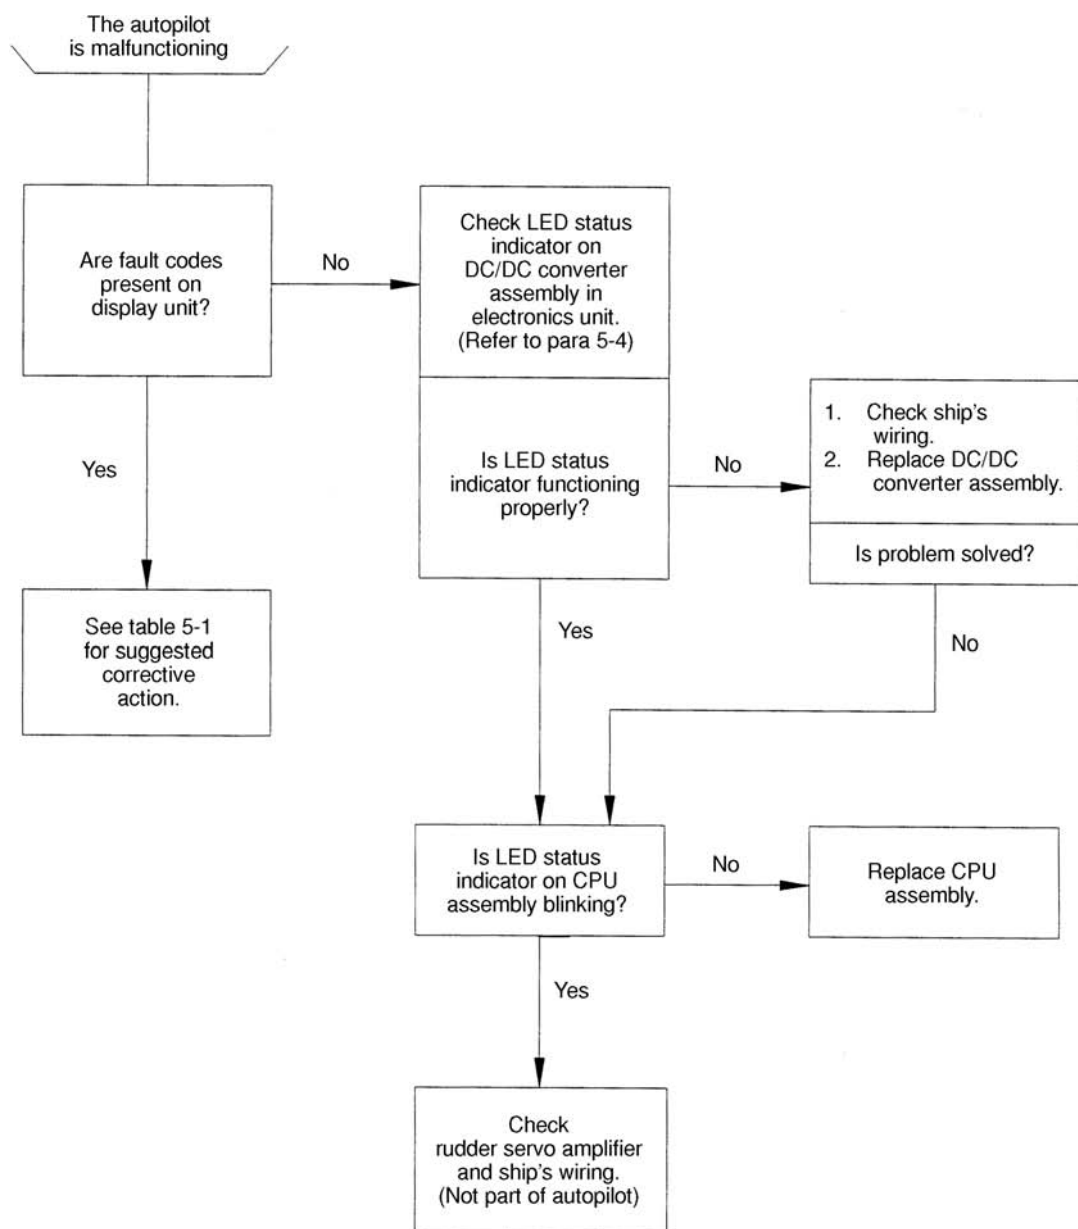 The autopilot
is malfunctioning
Are fault codes
present on
display unit?
No
Check LED status
indicator on
DC/DC converter
assembly in
electronics unit.
(Refer to para 5-4)
Yes
Is LED status
indicator functioning
properly?
No
1. Check ship's
wiring.
2. Replace DC/DC
converter assembly.
Is problem solved?
See table 5-1
for suggested
corrective
action.
Yes
No
Is LED status
indicator on CPU
assembly blinking?
No
Replace CPU
assembly.
Yes
Check
rudder servo amplifier
and ship's wiring.
(Not part of autopilot)